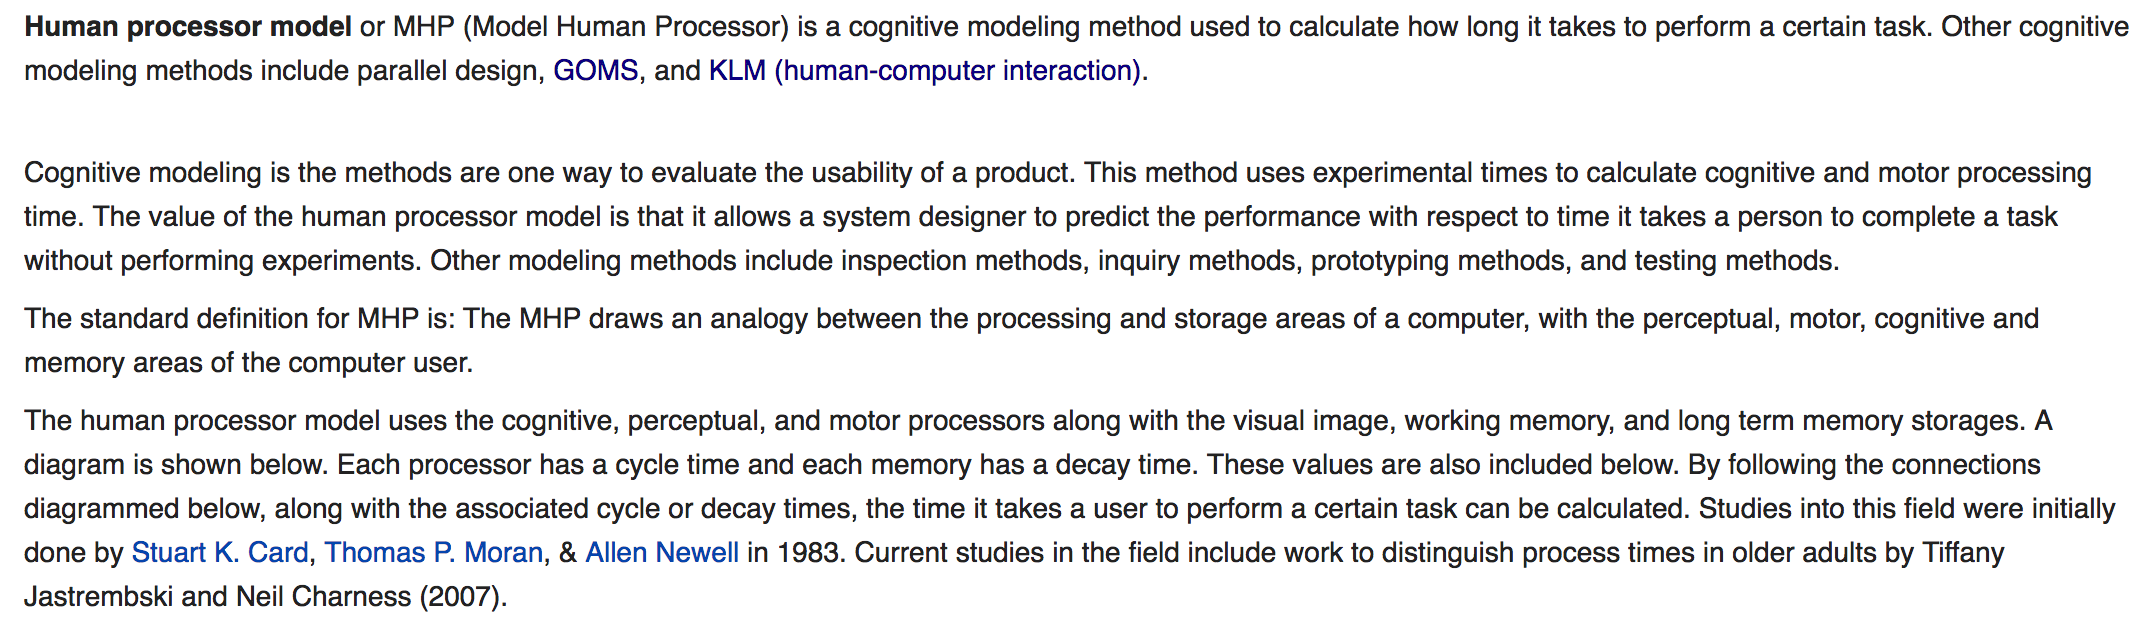 Human processor model or MHP (Model Human Processor) is a cognitive modeling method used to calculate how long it takes to perform a certain task. Other cognitive
modeling methods include parallel design, GOMS, and KLM (human-computer interaction).
Cognitive modeling is the methods are one way to evaluate the usability of a product. This method uses experimental times to calculate cognitive and motor processing
time. The value of the human processor model is that it allows a system designer to predict the performance with respect to time it takes a person to complete a task
without performing experiments. Other modeling methods include inspection methods, inquiry methods, prototyping methods, and testing methods.
The standard definition for MHP is: The MHP draws an analogy between the processing and storage areas of a computer, with the perceptual, motor, cognitive and
memory areas of the computer user.
The human processor model uses the cognitive, perceptual, and motor processors along with the visual image, working memory, and long term memory storages. A
diagram is shown below. Each processor has a cycle time and each memory has a decay time. These values are also included below. By following the connections
diagrammed below, along with the associated cycle or decay times, the time it takes a user to perform a certain task can be calculated. Studies into this field were initially
done by Stuart K. Card, Thomas P. Moran, & Allen Newell in 1983. Current studies in the field include work to distinguish process times in older adults by Tiffany
Jastrembski and Neil Charness (2007).